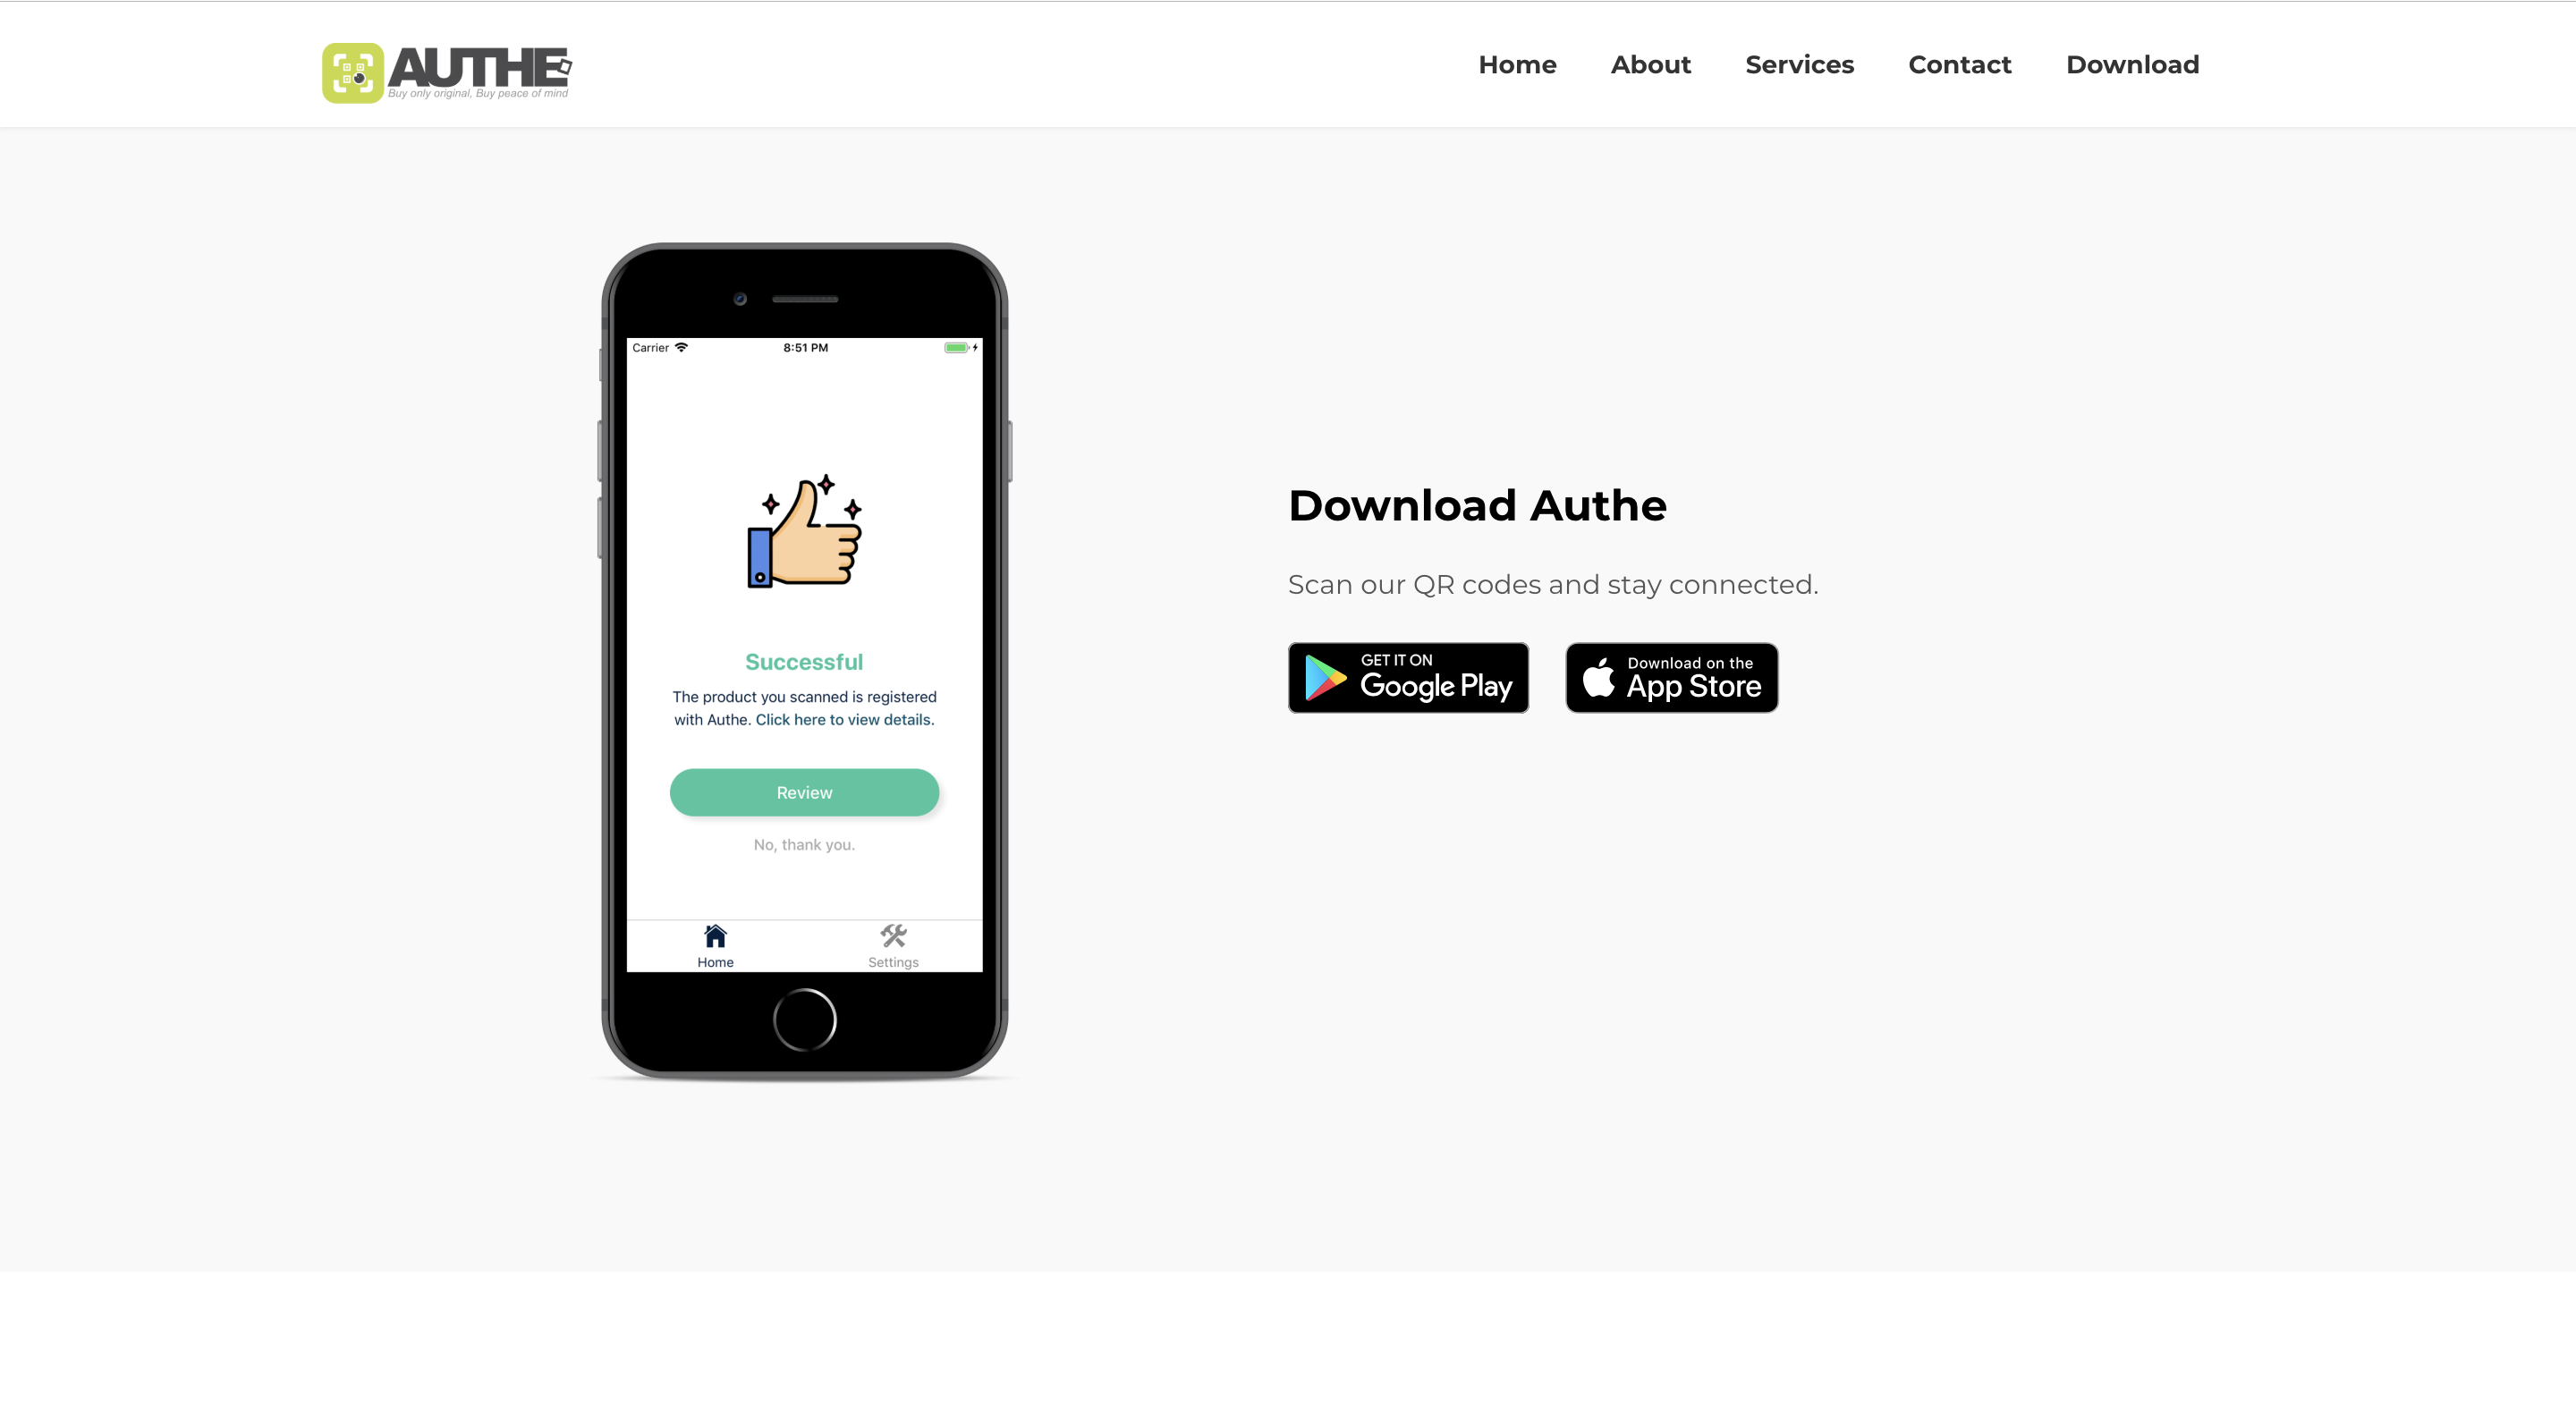 AUTHE
Buy only original, Buy peace of mind
Home
About
Services
Contact
Download
Carrier
8:51 PM
Successful
The product you scanned is registered
with Authe. Click here to view details.
Review
No, thank you.
Home
Settings
Download Authe
Scan our QR codes and stay connected.
GET IT ON
Google Play
Download on the
App Store